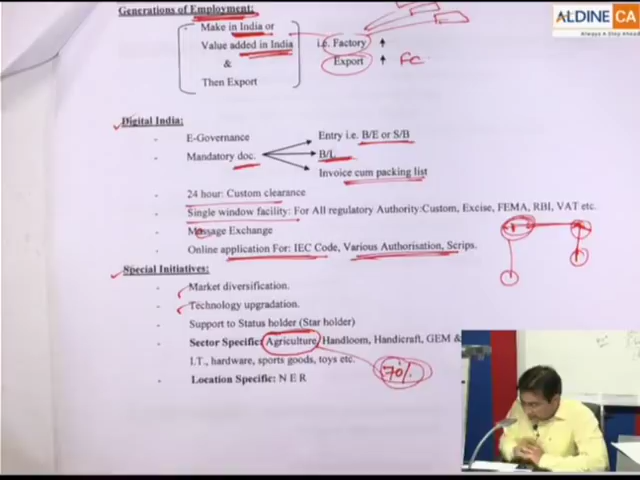 Generations of Employment:
ALDINE CA
Always A Step Ahead
- Make in India or
Value added in India i.e. Factory ↑
& Export ↑ FC
Then Export
Digital India:
- E-Governance Entry i.e. B/E or S/B
- Mandatory doc. B/L
Invoice cum packing list
- 24 hour: Custom clearance
- Single window facility: For All regulatory Authority:Custom, Excise, FEMA, RBI, VAT etc.
- Message Exchange
- Online application For: IEC Code, Various Authorisation, Scrips.
Special Initiatives:
- Market diversification.
- Technology upgradation.
- Support to Status holder (Star holder)
- Sector Specific: Agriculture, Handloom, Handicraft, GEM &
I.T., hardware, sports goods, toys etc. 70%
- Location Specific: N E R